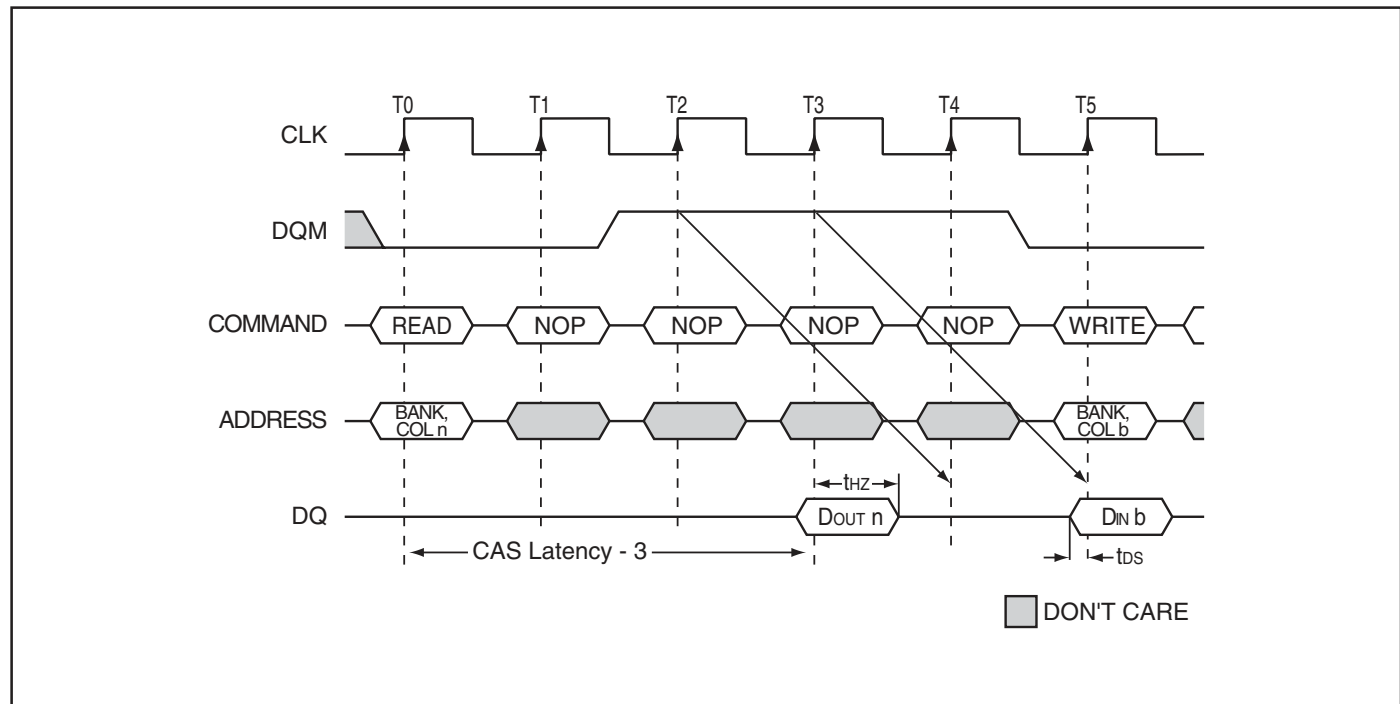 T0 T1 T2 T3 T4 T5
CLK
DQM
COMMAND READ NOP NOP NOP NOP WRITE
ADDRESS BANK, COL n BANK, COL b
tHZ
DQ DOUT n DIN b
CAS Latency - 3 tDS
DON'T CARE